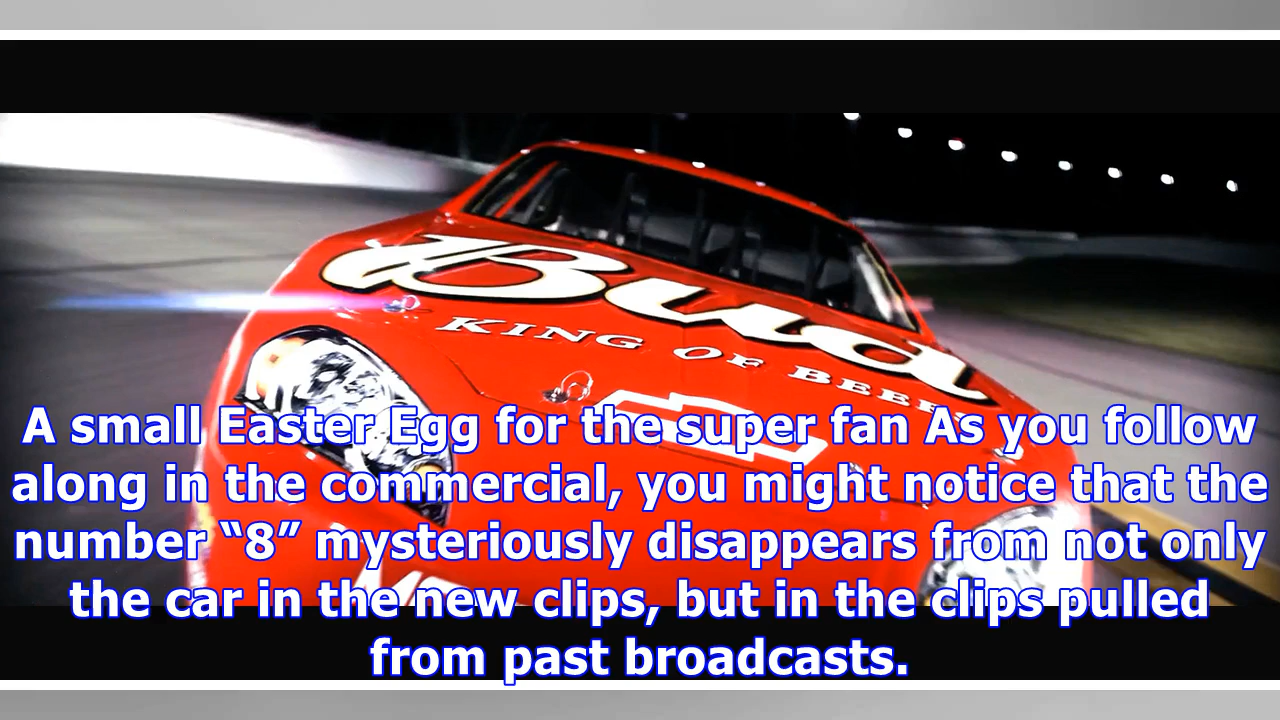 Bud
KING OF BEERS
A small Easter Egg for the super fan As you follow
along in the commercial, you might notice that the
number “8” mysteriously disappears from not only
the car in the new clips, but in the clips pulled
from past broadcasts.